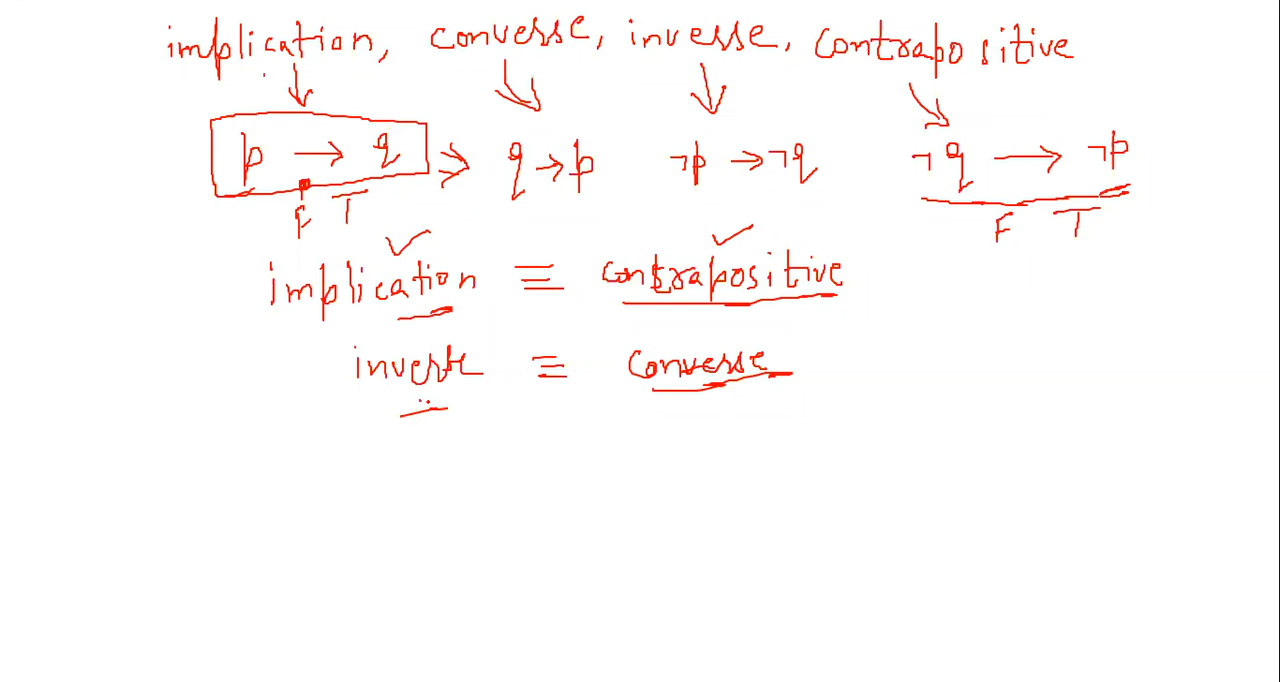 implication, converse, inverse, contrapositive
p → q ⇒ q → p ¬p → ¬q ¬q → ¬p
F T F T
implication ≡ contrapositive
inverse ≡ converse